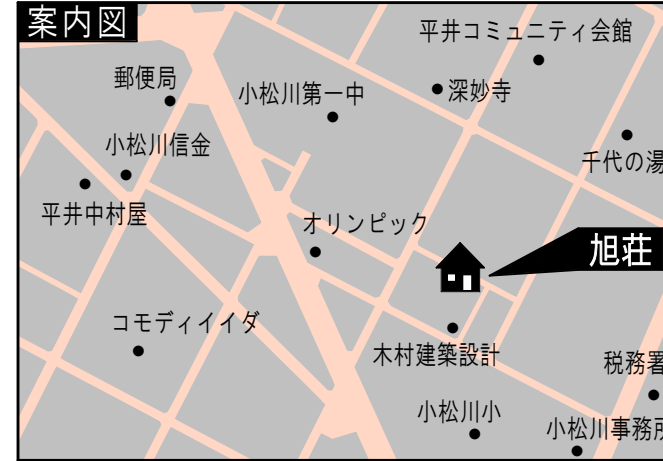 案内図
平井コミュニティ会館
郵便局
小松川第一中
深妙寺
小松川信金
千代の湯
平井中村屋
オリンピック
旭荘
コモディイイダ
木村建築設計
税務署
小松川小
小松川事務所